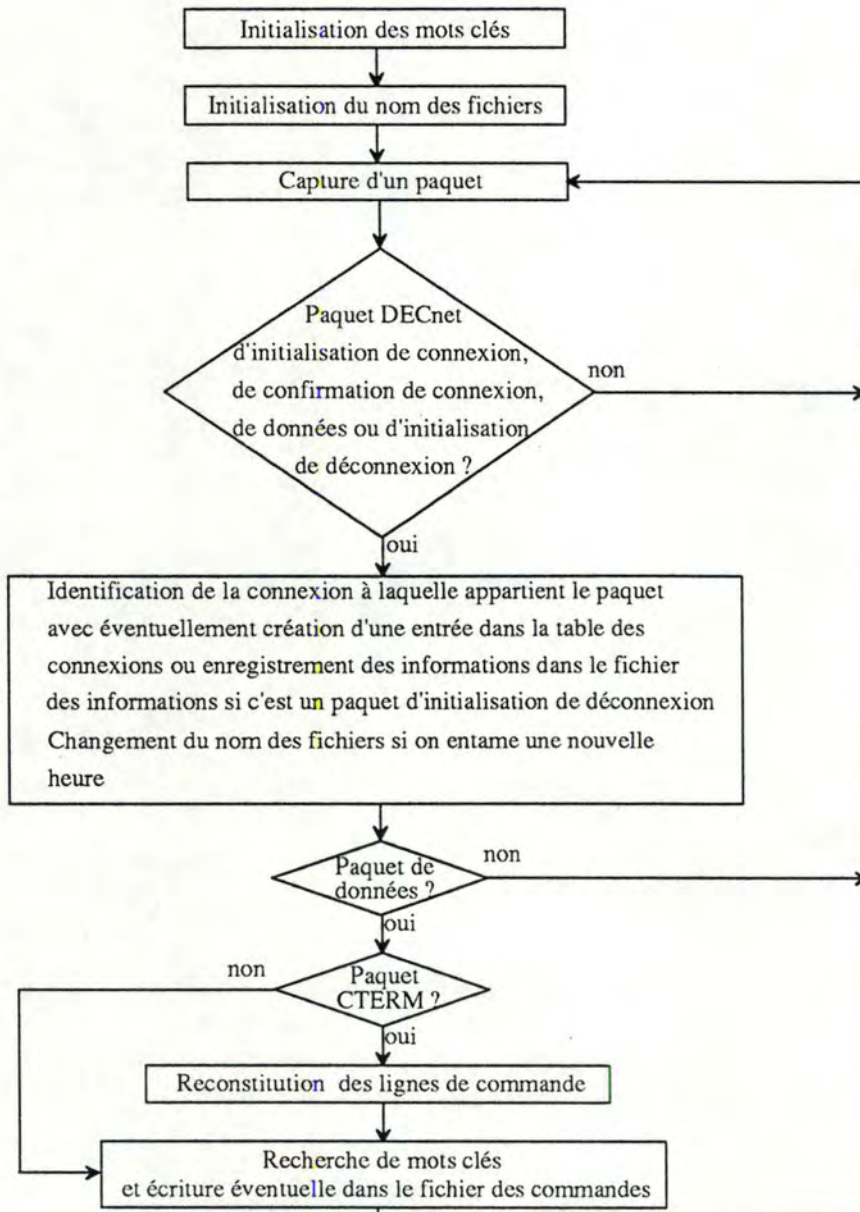 Initialisation des mots clés
Initialisation du nom des fichiers
Capture d'un paquet
Paquet DECnet
d'initialisation de connexion,
de confirmation de connexion,
de données ou d'initialisation
de déconnexion ?
non
oui
Identification de la connexion à laquelle appartient le paquet
avec éventuellement création d'une entrée dans la table des
connexions ou enregistrement des informations dans le fichier
des informations si c'est un paquet d'initialisation de déconnexion
Changement du nom des fichiers si on entame une nouvelle
heure
Paquet de
données ?
non
oui
non
Paquet
CTERM ?
oui
Reconstitution des lignes de commande
Recherche de mots clés
et écriture éventuelle dans le fichier des commandes